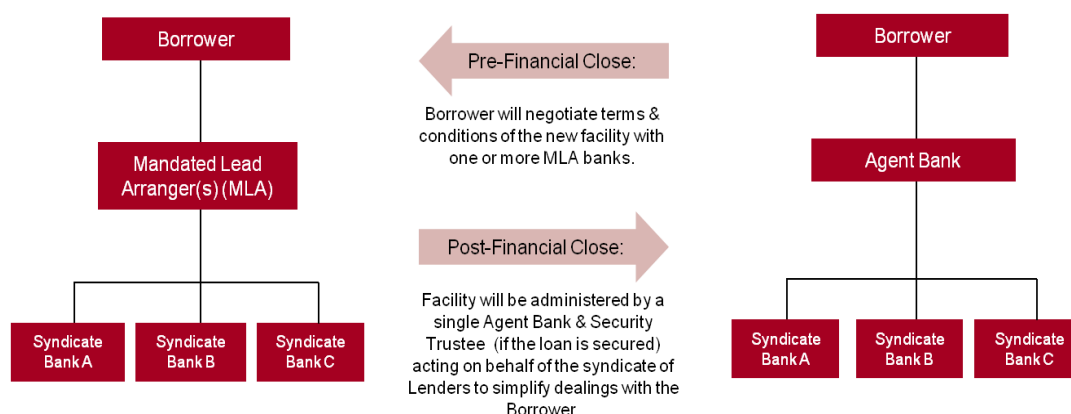 Borrower
Mandated Lead
Arranger(s) (MLA)
Syndicate
Bank A
Syndicate
Bank B
Syndicate
Bank C
Pre-Financial Close:
Borrower will negotiate terms &
conditions of the new facility with
one or more MLA banks.
Post-Financial Close:
Facility will be administered by a
single Agent Bank & Security
Trustee (if the loan is secured)
acting on behalf of the syndicate of
Lenders to simplify dealings with the
Borrower
Borrower
Agent Bank
Syndicate
Bank A
Syndicate
Bank B
Syndicate
Bank C